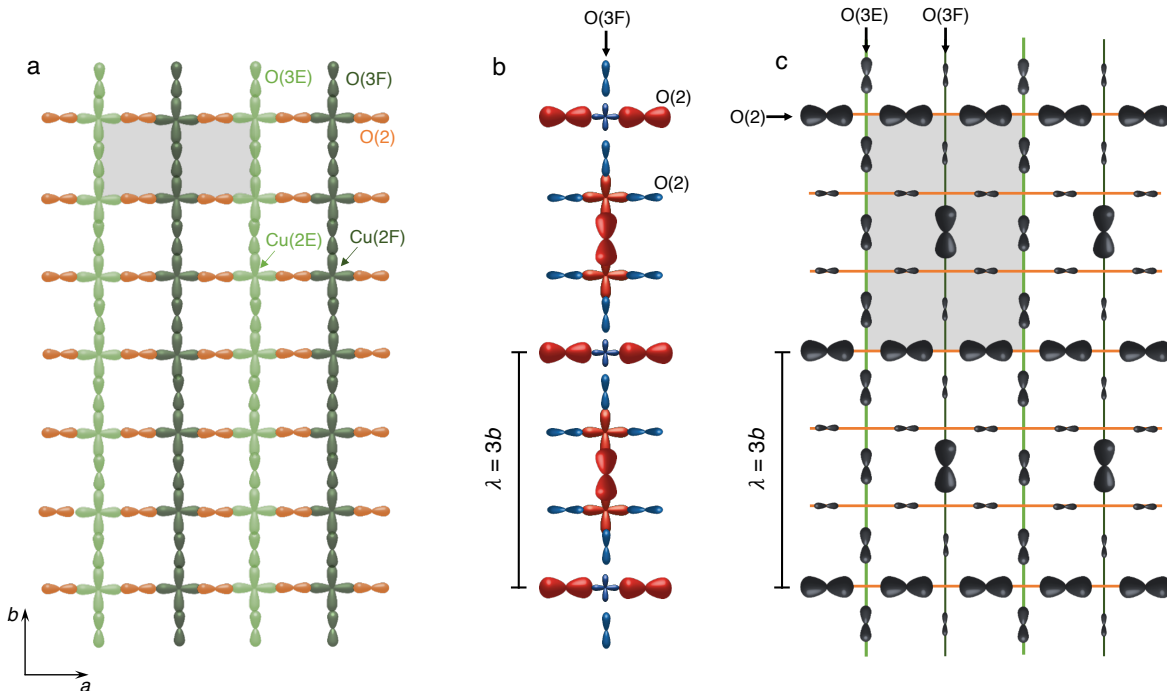 a
O(3E)
O(3F)
O(2)
Cu(2E)
Cu(2F)
b
a
b
O(3F)
O(2)
O(2)
λ = 3b
c
O(3E)
O(3F)
O(2)
λ = 3b